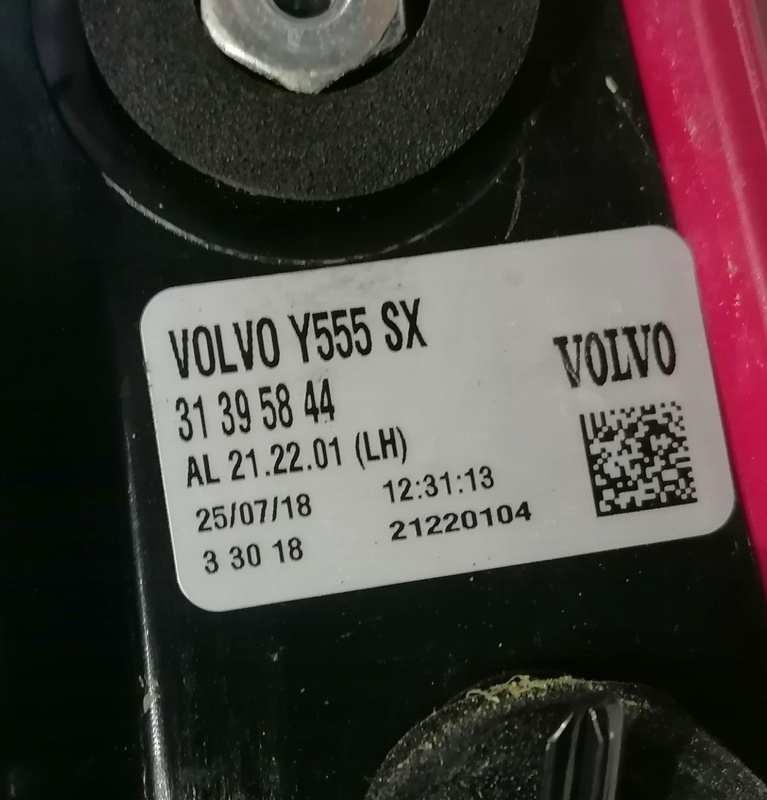 VOLVO Y555 SX
VOLVO
31 39 58 44
AL 21.22.01 (LH)
25/07/18 12:31:13
3 30 18 21220104